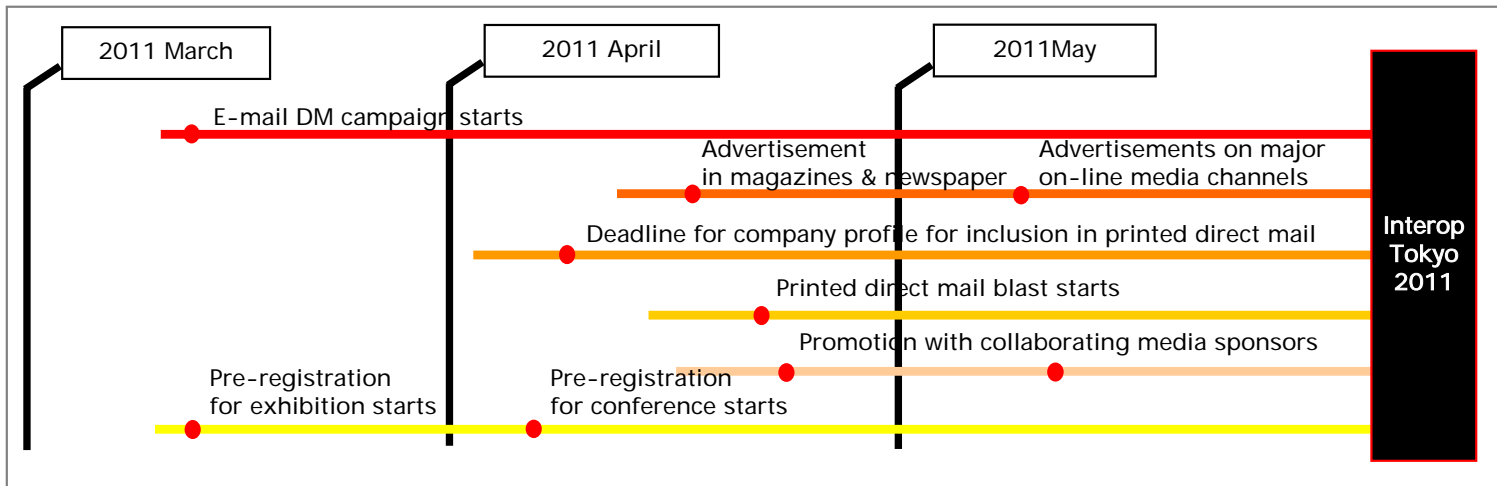 2011 March
2011 April
2011May
E-mail DM campaign starts
Advertisement
in magazines & newspaper
Advertisements on major
on-line media channels
Deadline for company profile for inclusion in printed direct mail
Printed direct mail blast starts
Promotion with collaborating media sponsors
Pre-registration
for exhibition starts
Pre-registration
for conference starts
Interop
Tokyo
2011